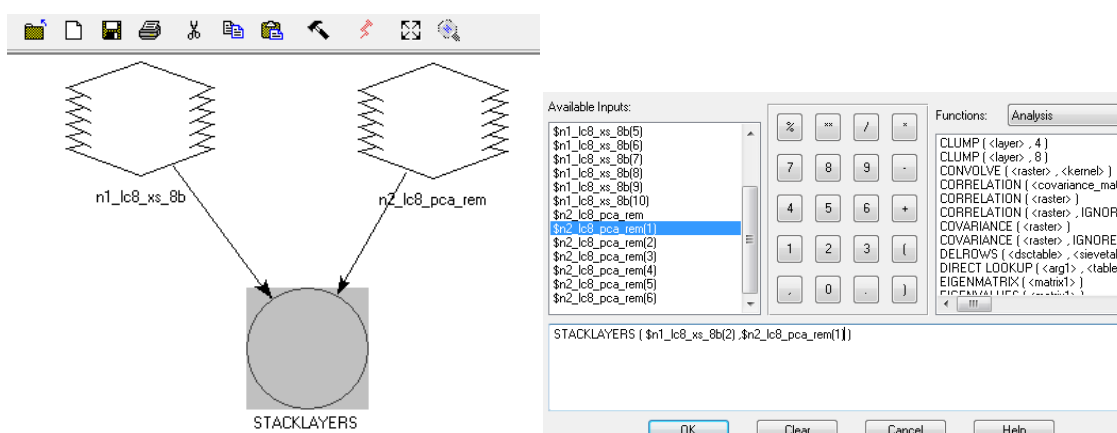 n1_lc8_xs_8b
n2_lc8_pca_rem
STACKLAYERS
Available Inputs:
$n1_lc8_xs_8b(5)
$n1_lc8_xs_8b(6)
$n1_lc8_xs_8b(7)
$n1_lc8_xs_8b(8)
$n1_lc8_xs_8b(9)
$n1_lc8_xs_8b(10)
$n2_lc8_pca_rem
$n2_lc8_pca_rem(1)
$n2_lc8_pca_rem(2)
$n2_lc8_pca_rem(3)
$n2_lc8_pca_rem(4)
$n2_lc8_pca_rem(5)
$n2_lc8_pca_rem(6)
% ** / *
7 8 9 -
4 5 6 +
1 2 3 (
, 0 . )
Functions: Analysis
CLUMP ( <layer> , 4 )
CLUMP ( <layer> , 8 )
CONVOLVE ( <raster> , <kernel> )
CORRELATION ( <covariance_mat
CORRELATION ( <raster> )
CORRELATION ( <raster> , IGNOR
COVARIANCE ( <raster> )
COVARIANCE ( <raster> , IGNORE
DELROWS ( <dsctable> , <sievetal
DIRECT LOOKUP ( <arg1> , <table
EIGENMATRIX ( <matrix1> )
EIGENVALUES ( <matrix1> )
STACKLAYERS ( $n1_lc8_xs_8b(2) ,$n2_lc8_pca_rem(1) )
OK Clear Cancel Help